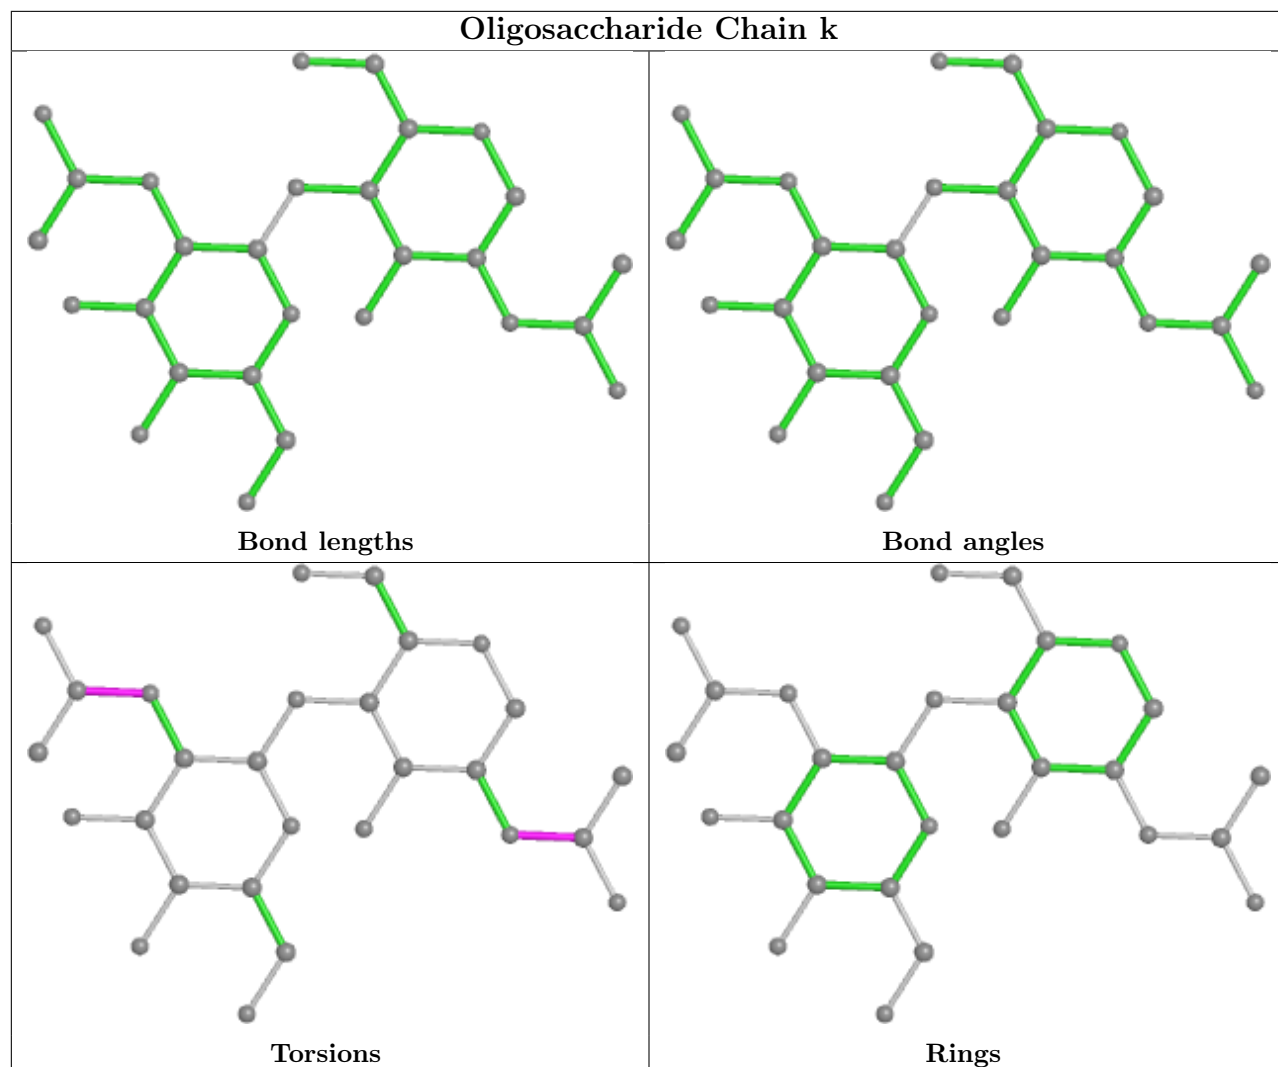 Oligosaccharide Chain k
Bond lengths
Bond angles
Torsions
Rings